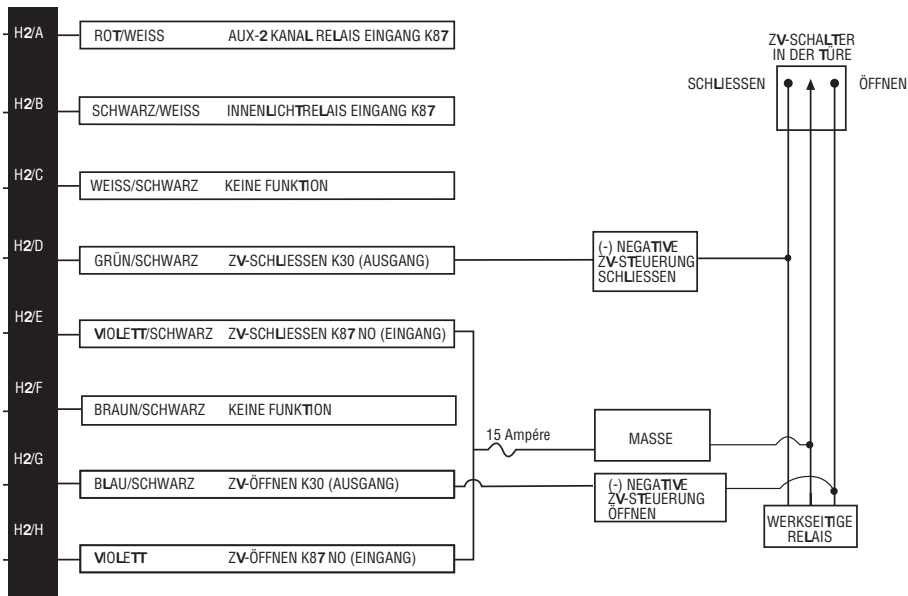 H2/A
ROT/WEISS AUX-2 KANAL RELAIS EINGANG K87
H2/B
SCHWARZ/WEISS INNENLICHTRELAIS EINGANG K87
H2/C
WEISS/SCHWARZ KEINE FUNKTION
H2/D
GRÜN/SCHWARZ ZV-SCHLIESSEN K30 (AUSGANG)
H2/E
VIOLETT/SCHWARZ ZV-SCHLIESSEN K87 NO (EINGANG)
H2/F
BRAUN/SCHWARZ KEINE FUNKTION
H2/G
BLAU/SCHWARZ ZV-ÖFFNEN K30 (AUSGANG)
H2/H
VIOLETT ZV-ÖFFNEN K87 NO (EINGANG)
15 Ampére
(-) NEGATIVE
ZV-STEUERUNG
SCHLIESSEN
MASSE
(-) NEGATIVE
ZV-STEUERUNG
ÖFFNEN
ZV-SCHALTER
IN DER TÜRE
SCHLIESSEN
ÖFFNEN
WERKSEITIGE
RELAIS